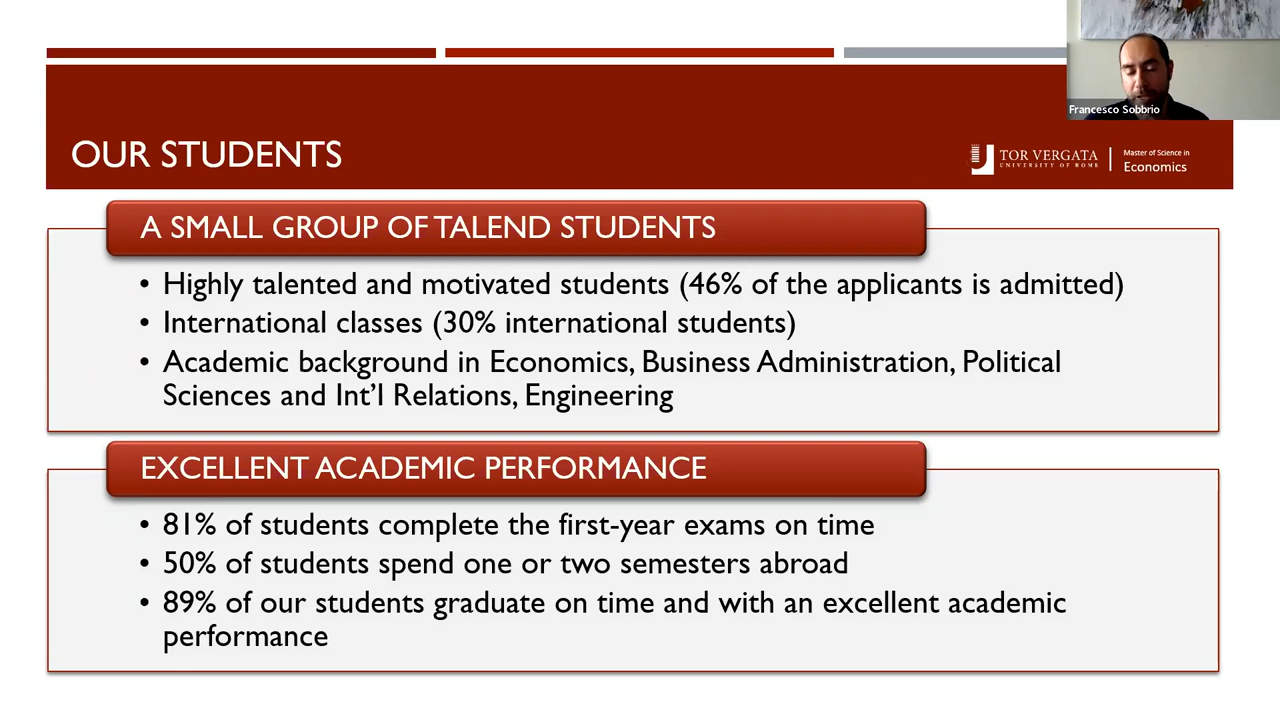 Francesco Sobbrio
OUR STUDENTS
TOR VERGATA
UNIVERSITY OF ROME
Master of Science in
Economics
A SMALL GROUP OF TALEND STUDENTS
• Highly talented and motivated students (46% of the applicants is admitted)
• International classes (30% international students)
• Academic background in Economics, Business Administration, Political
Sciences and Int'l Relations, Engineering
EXCELLENT ACADEMIC PERFORMANCE
• 81% of students complete the first-year exams on time
• 50% of students spend one or two semesters abroad
• 89% of our students graduate on time and with an excellent academic
performance